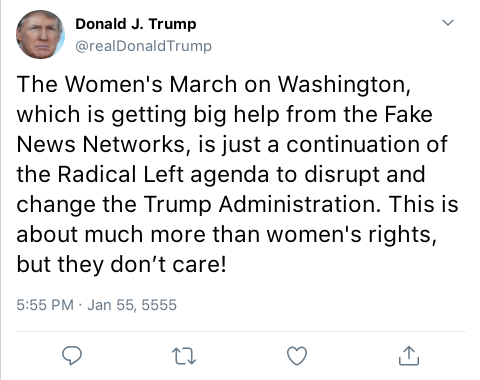 Donald J. Trump
@realDonaldTrump
The Women's March on Washington,
which is getting big help from the Fake
News Networks, is just a continuation of
the Radical Left agenda to disrupt and
change the Trump Administration. This is
about much more than women's rights,
but they don’t care!
5:55 PM · Jan 55, 5555